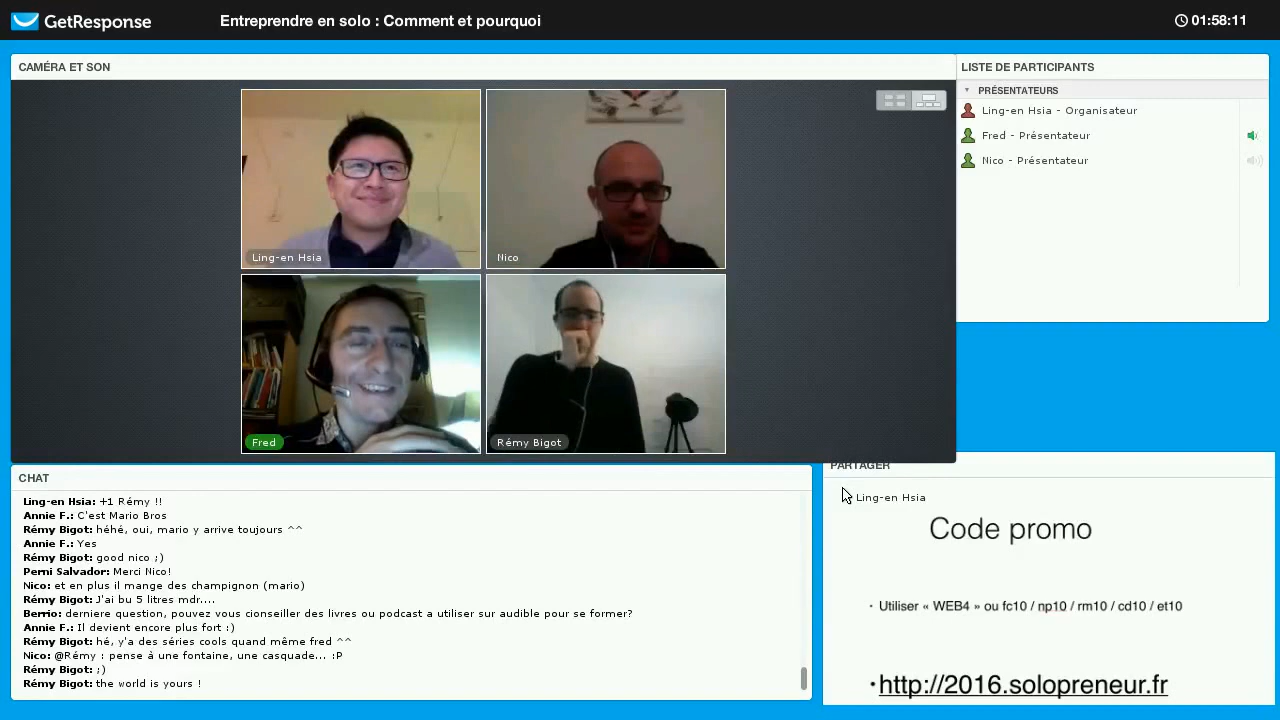 GetResponse
Entreprendre en solo : Comment et pourquoi
01:58:11
CAMÉRA ET SON
Ling-en Hsia
Nico
Fred
Rémy Bigot
LISTE DE PARTICIPANTS
PRÉSENTATEURS
Ling-en Hsia - Organisateur
Fred - Présentateur
Nico - Présentateur
CHAT
Ling-en Hsia: +1 Rémy !!
Annie F.: C'est Mario Bros
Rémy Bigot: héhé, oui, mario y arrive toujours ^^
Annie F.: Yes
Rémy Bigot: good nico ;)
Perni Salvador: Merci Nico!
Nico: et en plus il mange des champignon (mario)
Rémy Bigot: J'ai bu 5 litres mdr....
Berrio: derniere question, pouvez vous cionseiller des livres ou podcast a utiliser sur audible pour se former?
Annie F.: Il devient encore plus fort :)
Rémy Bigot: hé, y'a des séries cools quand même fred ^^
Nico: @Rémy : pense à une fontaine, une casquade... :P
Rémy Bigot: ;)
Rémy Bigot: the world is yours !
PARTAGER
Ling-en Hsia
Code promo
· Utiliser « WEB4 » ou fc10 / np10 / rm10 / cd10 / et10
·http://2016.solopreneur.fr